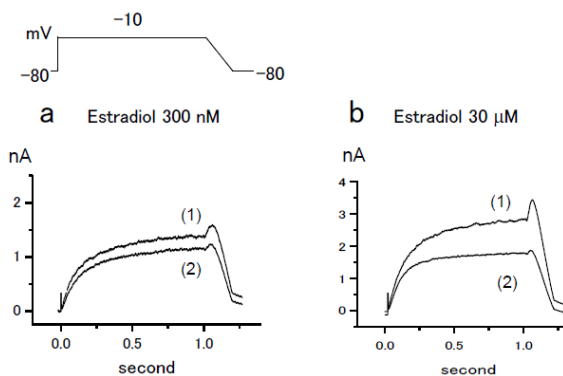 −10
mV
−80
−80
a Estradiol 300 nM
nA
2
1
0
(1)
(2)
0.0 0.5 1.0
second
b Estradiol 30 μM
nA
4
3
2
1
0
(1)
(2)
0.0 0.5 1.0
second